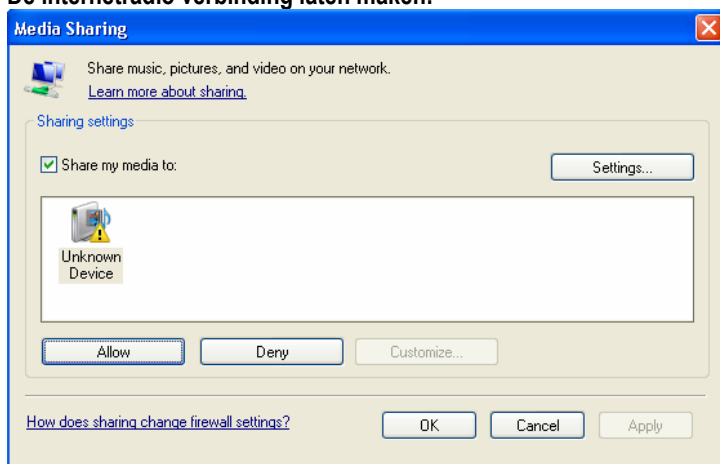 De internetradio verbinding laten maken.
Media Sharing
Share music, pictures, and video on your network.
Learn more about sharing.
Sharing settings
Share my media to:
Settings...
Unknown
Device
Allow Deny Customize...
How does sharing change firewall settings? OK Cancel Apply